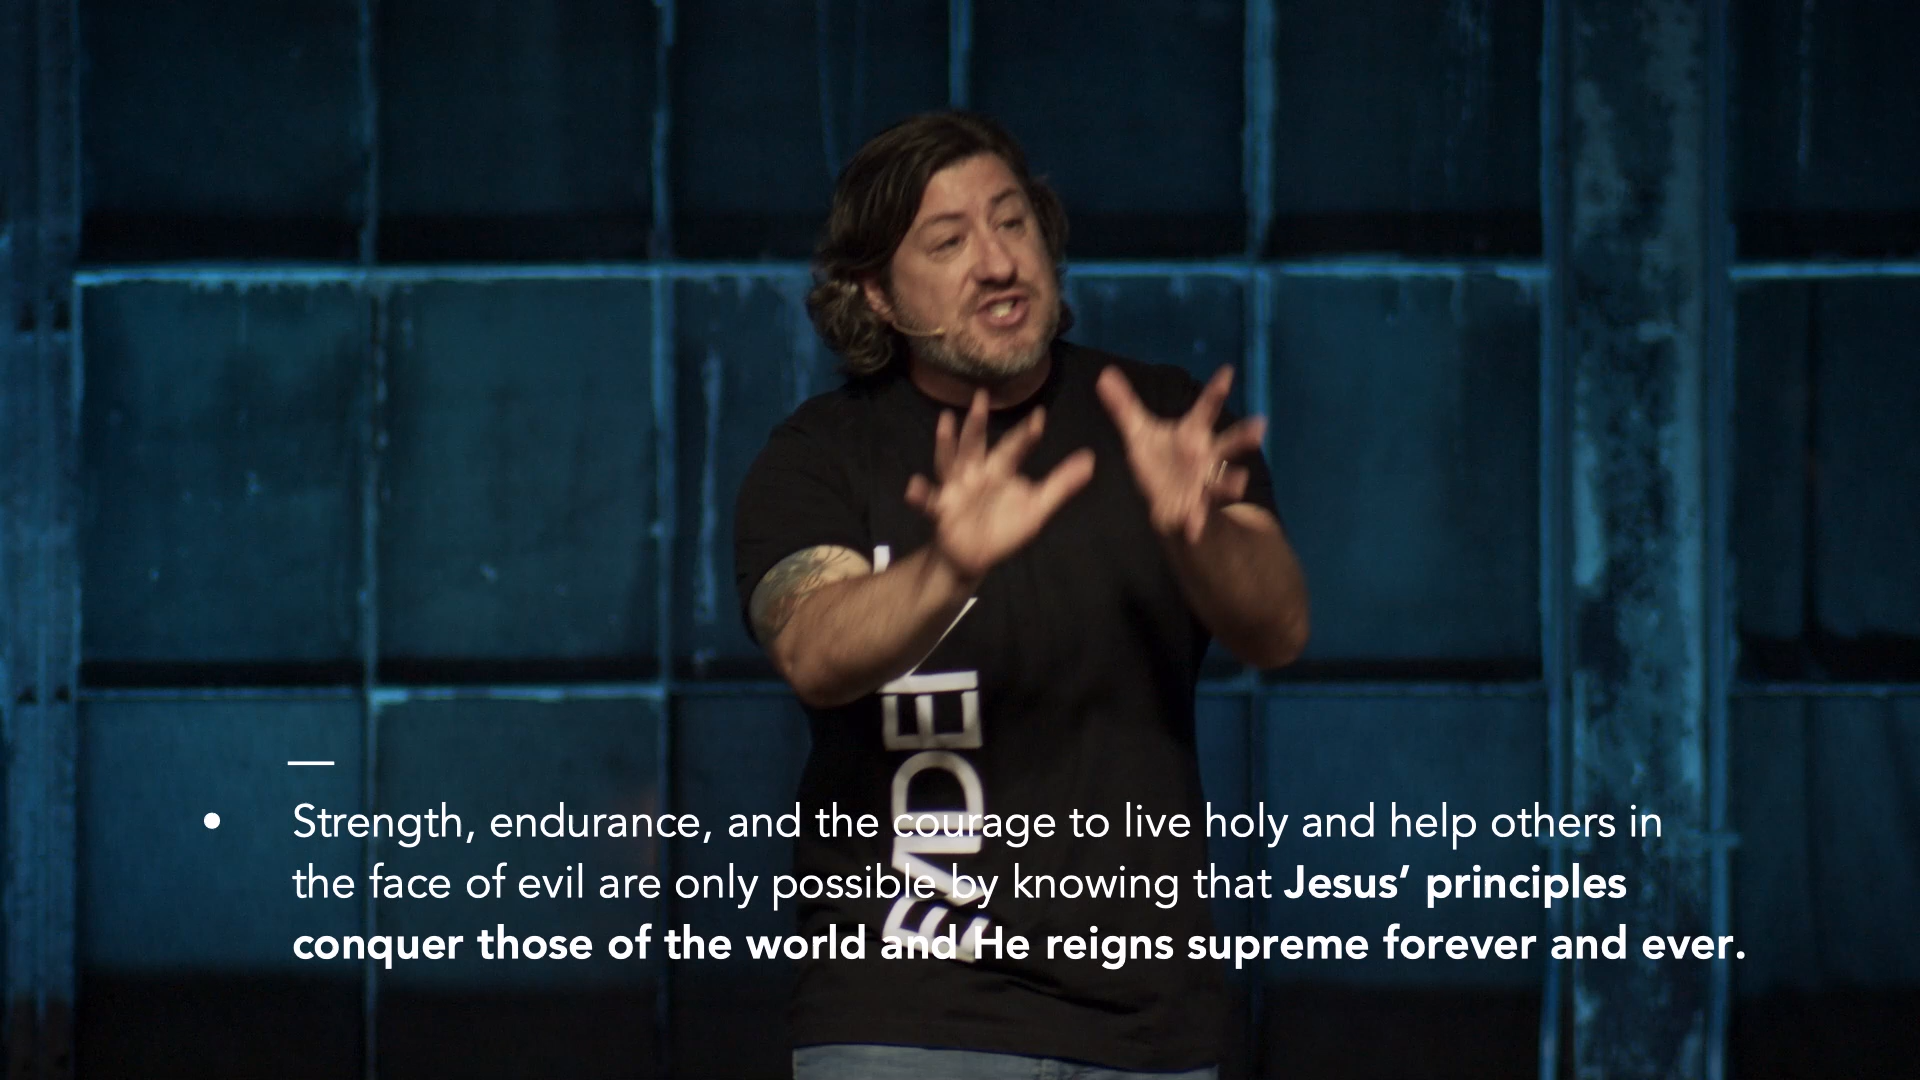 • Strength, endurance, and the courage to live holy and help others in
the face of evil are only possible by knowing that Jesus’ principles
conquer those of the world and He reigns supreme forever and ever.